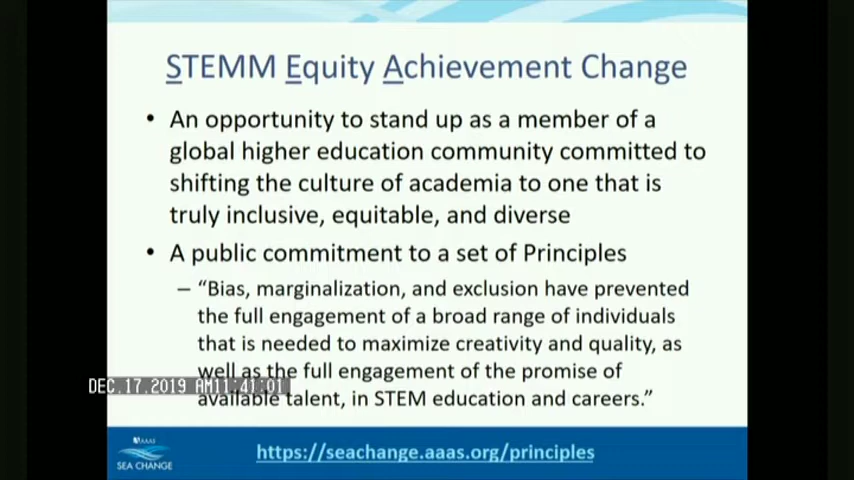 STEMM Equity Achievement Change
• An opportunity to stand up as a member of a
global higher education community committed to
shifting the culture of academia to one that is
truly inclusive, equitable, and diverse
• A public commitment to a set of Principles
– “Bias, marginalization, and exclusion have prevented
the full engagement of a broad range of individuals
that is needed to maximize creativity and quality, as
well as the full engagement of the promise of
available talent, in STEM education and careers.”
DEC.17.2019 AM11:41:01
AAAS
SEA CHANGE
https://seachange.aaas.org/principles